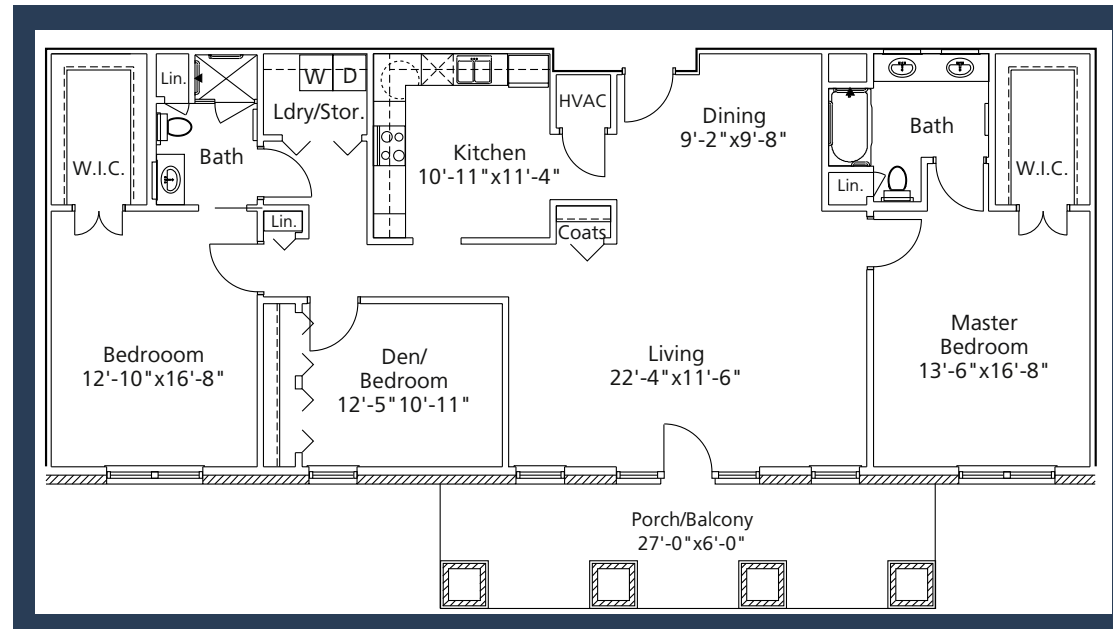 Lin.
W D
Ldry/Stor.
Bath
W.I.C.
Lin.
Kitchen
10'-11"x11'-4"
HVAC
Coats
Dining
9'-2"x9'-8"
Bath
Lin.
W.I.C.
Bedrooom
12'-10"x16'-8"
Den/
Bedroom
12'-5"10'-11"
Living
22'-4"x11'-6"
Master
Bedroom
13'-6"x16'-8"
Porch/Balcony
27'-0"x6'-0"